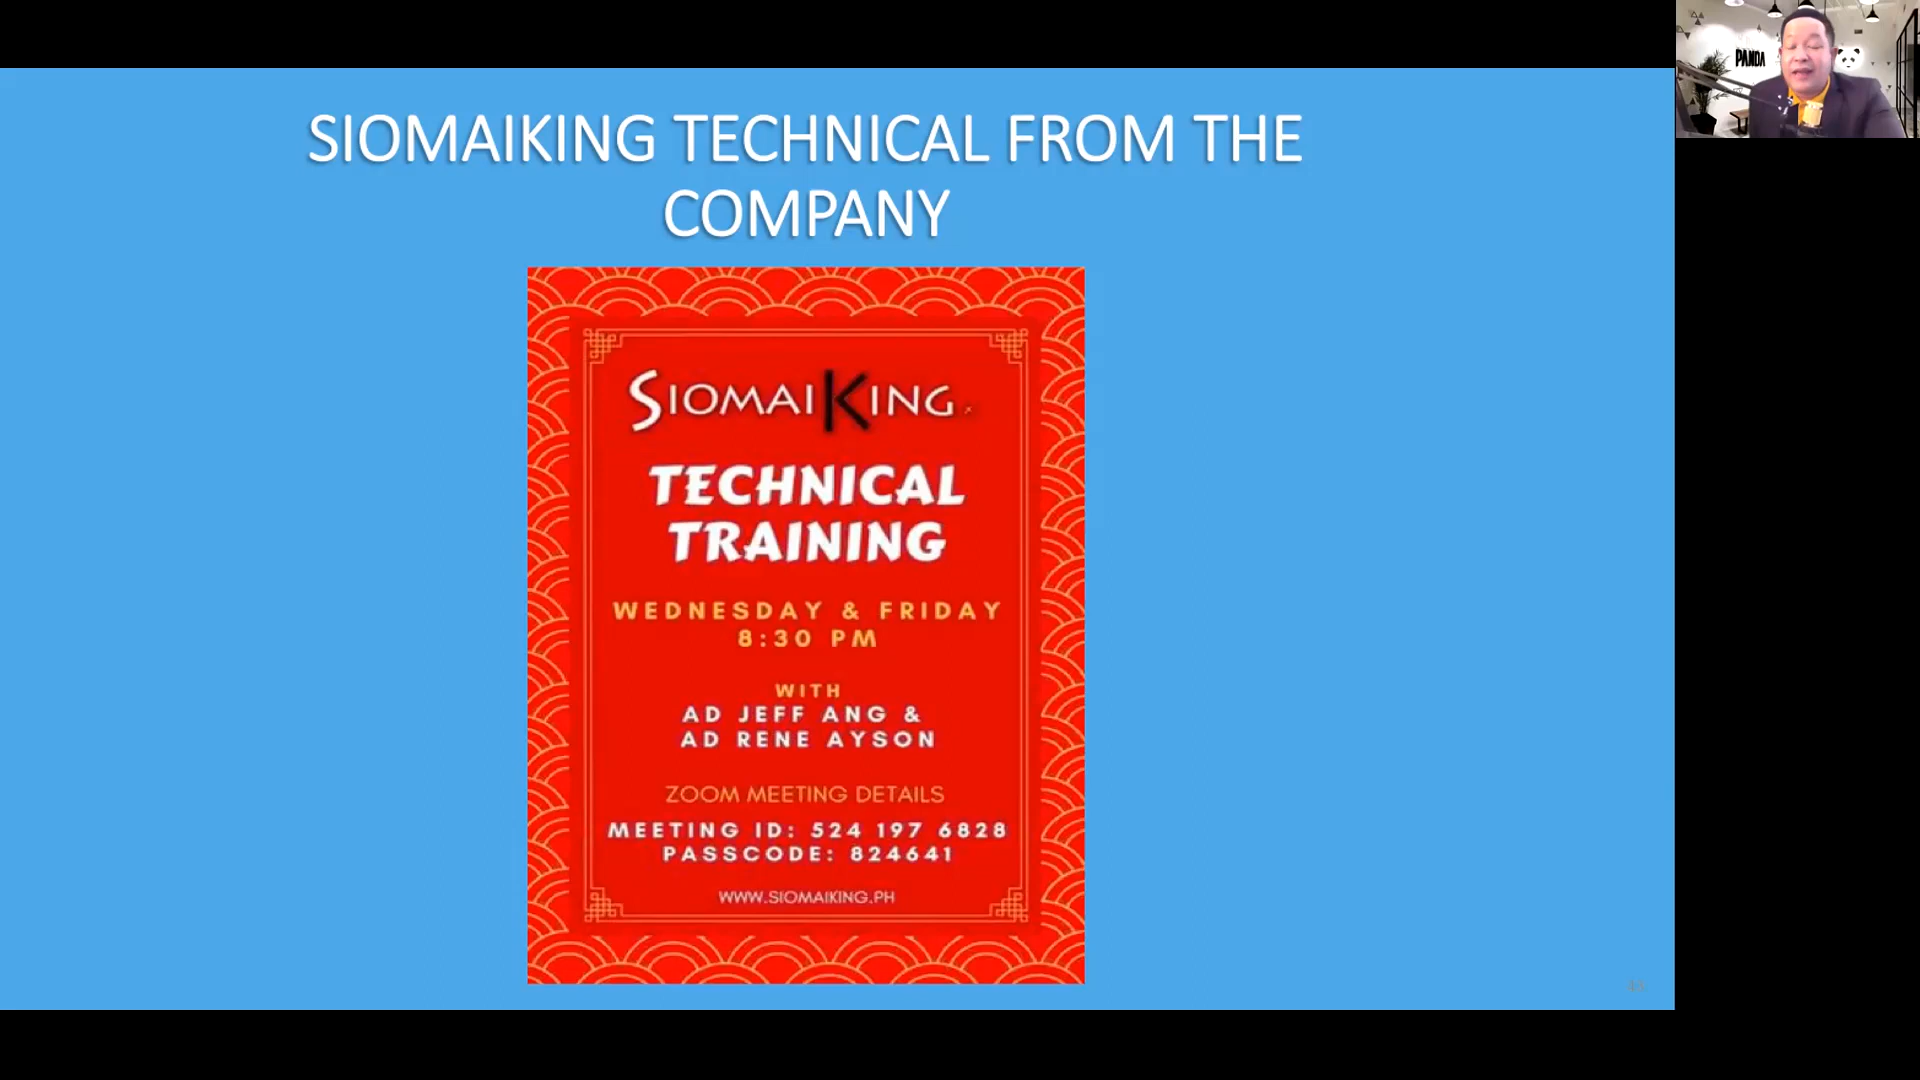 SIOMAIKING TECHNICAL FROM THE
COMPANY
SIOMAIKING
TECHNICAL
TRAINING
WEDNESDAY & FRIDAY
8:30 PM
WITH
AD JEFF ANG &
AD RENE AYSON
ZOOM MEETING DETAILS
MEETING ID: 524 197 6828
PASSCODE: 824641
WWW.SIOMAIKING.PH
PANDA